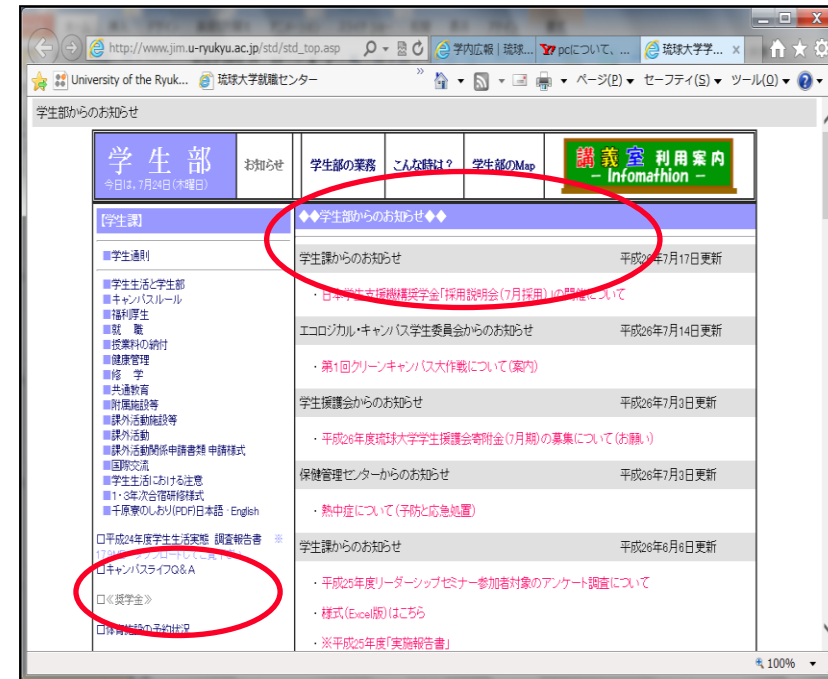 http://www.jim.u-ryukyu.ac.jp/std/std_top.asp
学内広報 | 琉球...
pcについて、...
琉球大学学... ×
University of the Ryuk...
琉球大学就職センター
ページ(P)
セーフティ(S)
ツール(O)
学生部からのお知らせ
学生部
今日は、7月24日(木曜日)
お知らせ
学生部の業務
こんな時は?
学生部のMap
講義室 利用案内
− Infomathion −
【学生課】
■学生通則
■学生生活と学生部
■キャンパスルール
■福利厚生
■就 職
■授業料の納付
■健康管理
■修 学
■共通教育
■附属施設等
■課外活動施設等
■課外活動
■課外活動関係申請書類 申請様式
■国際交流
■学生生活における注意
■1・3年次合宿研修様式
■千原寮のしおり(PDF)日本語・English
□平成24年度学生生活実態 調査報告書 ※
□キャンパスライフQ&A
□≪奨学金≫
□体育施設の予約状況
◆◆学生部からのお知らせ◆◆
学生課からのお知らせ 平成26年7月17日更新
・日本学生支援機構奨学金「採用説明会(7月採用)」の開催について
エコロジカル・キャンパス学生委員会からのお知らせ 平成26年7月14日更新
・第1回クリーンキャンパス大作戦について(案内)
学生援護会からのお知らせ 平成26年7月3日更新
・平成26年度琉球大学学生援護会寄附金(7月期)の募集について(お願い)
保健管理センターからのお知らせ 平成26年7月3日更新
・熱中症について(予防と応急処置)
学生課からのお知らせ 平成26年6月6日更新
・平成25年度リーダーシップセミナー参加者対象のアンケート調査について
・様式(Excel版)はこちら
・※平成25年度「実施報告書」
100%